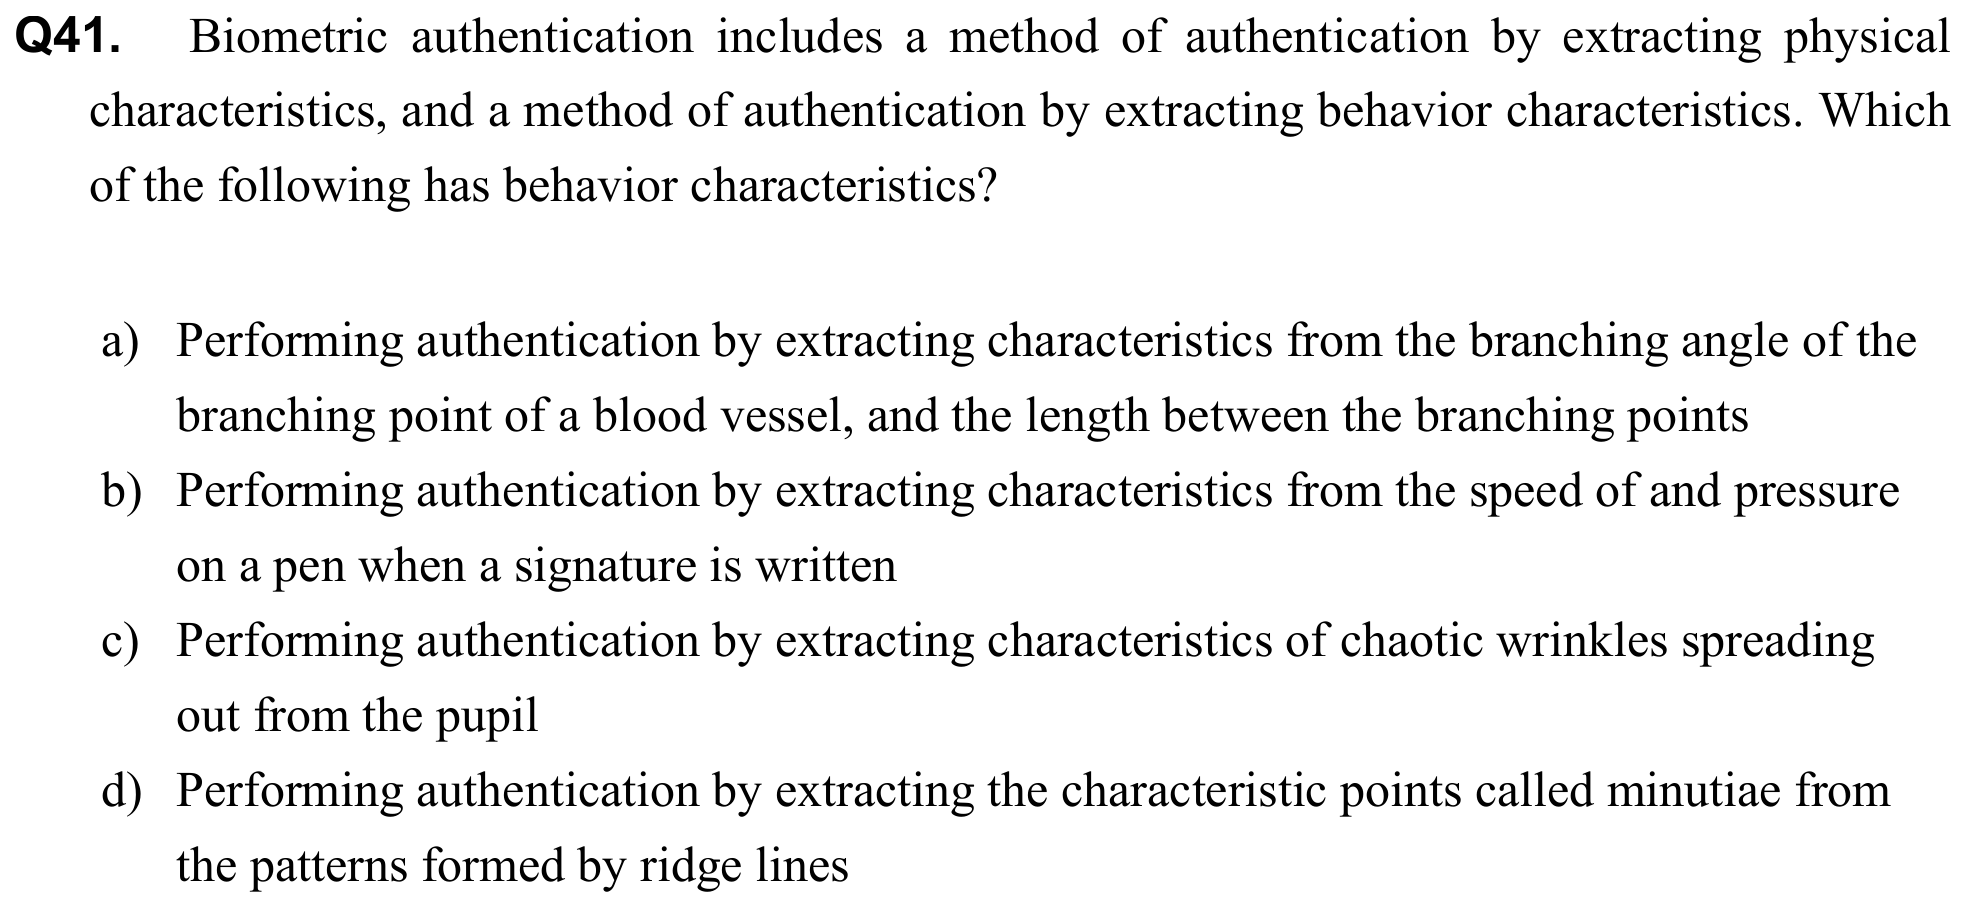 Q41. Biometric authentication includes a method of authentication by extracting physical
characteristics, and a method of authentication by extracting behavior characteristics. Which
of the following has behavior characteristics?
a) Performing authentication by extracting characteristics from the branching angle of the
branching point of a blood vessel, and the length between the branching points
b) Performing authentication by extracting characteristics from the speed of and pressure
on a pen when a signature is written
c) Performing authentication by extracting characteristics of chaotic wrinkles spreading
out from the pupil
d) Performing authentication by extracting the characteristic points called minutiae from
the patterns formed by ridge lines